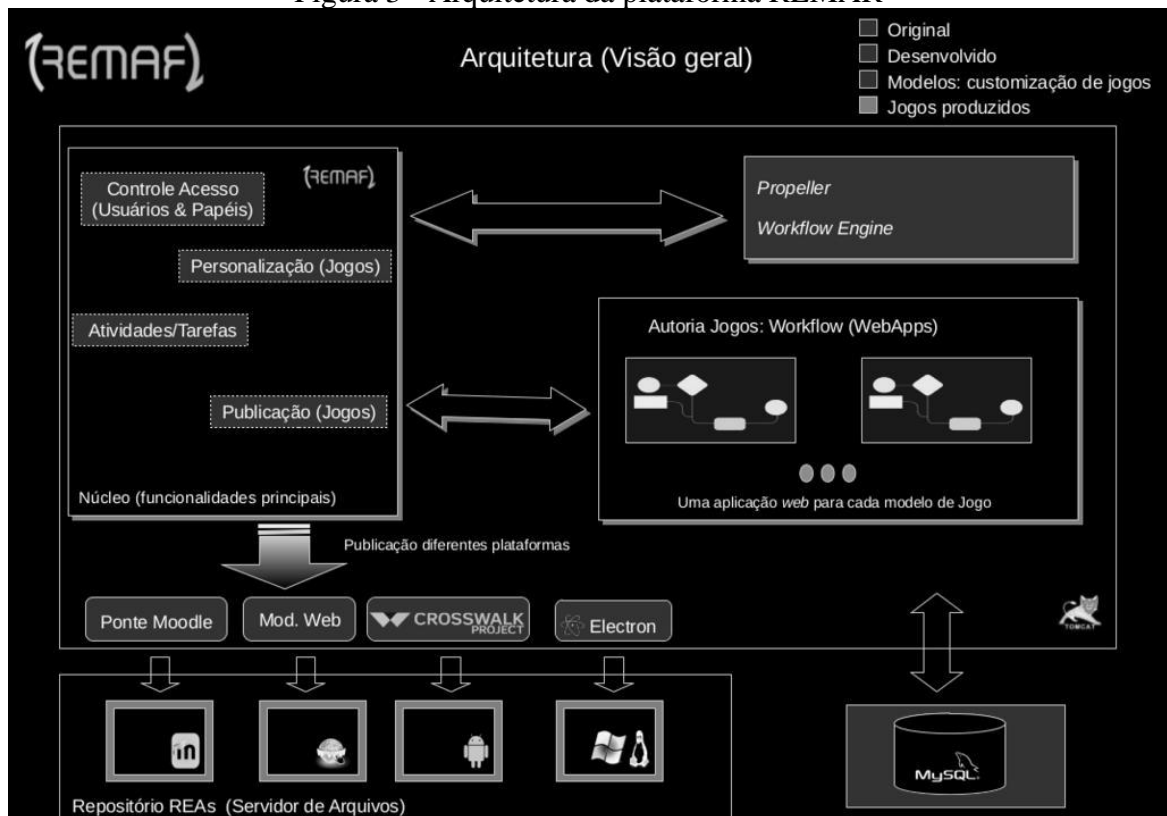 Figura 3 - Arquitetura da plataforma REMAR
Arquitetura (Visão geral)
Original
Desenvolvido
Modelos: customização de jogos
Jogos produzidos
Controle Acesso
(Usuários & Papéis)
Personalização (Jogos)
Atividades/Tarefas
Publicação (Jogos)
Núcleo (funcionalidades principais)
Propeller
Workflow Engine
Autoria Jogos: Workflow (WebApps)
Uma aplicação web para cada modelo de Jogo
Publicação diferentes plataformas
Ponte Moodle
Mod. Web
CROSSWALK
PROJECT
Electron
TOMCAT
in
MySQL
Repositório REAs (Servidor de Arquivos)